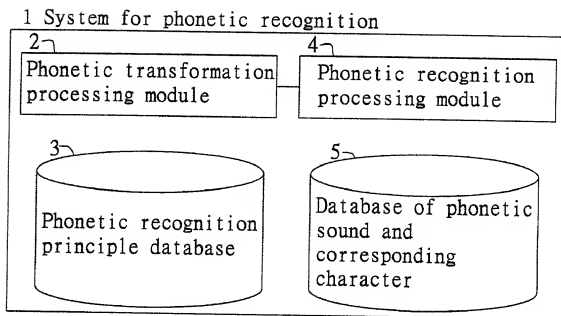 1 System for phonetic recognition
2
Phonetic transformation
processing module
4
Phonetic recognition
processing module
3
Phonetic recognition
principle database
5
Database of phonetic
sound and
corresponding
character